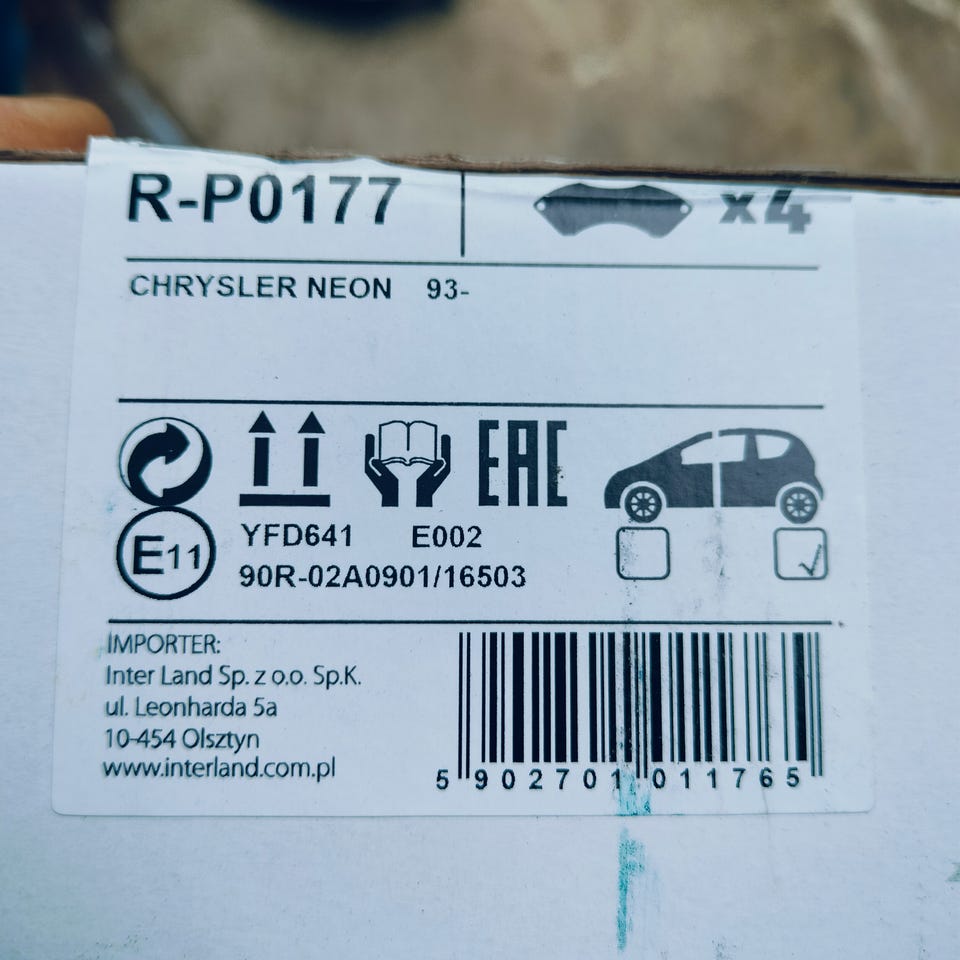 R-P0177
x4
CHRYSLER NEON 93-
EAC
E11
YFD641 E002
90R-02A0901/16503
IMPORTER:
Inter Land Sp. z o.o. Sp.K.
ul. Leonharda 5a
10-454 Olsztyn
www.interland.com.pl
5 902701 011765